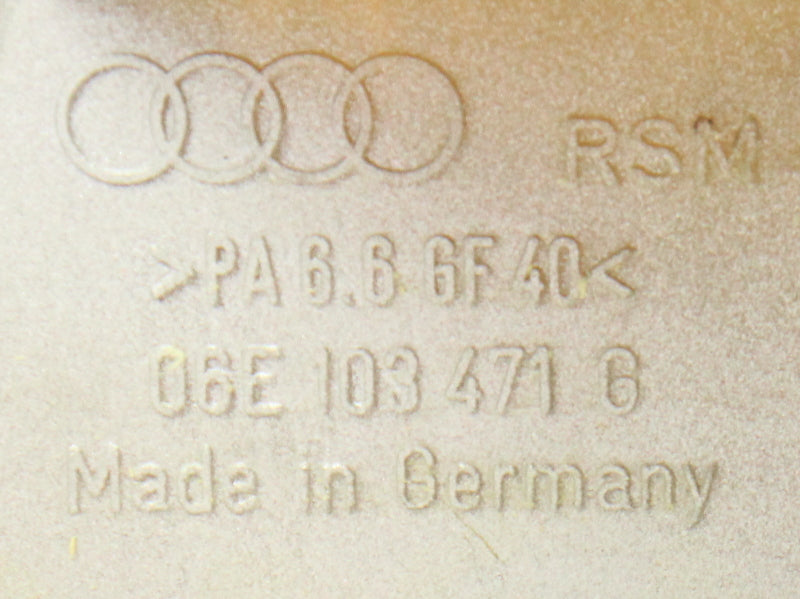 RSM
>PA 6.6 GF 40<
06E 103 471 G
Made in Germany